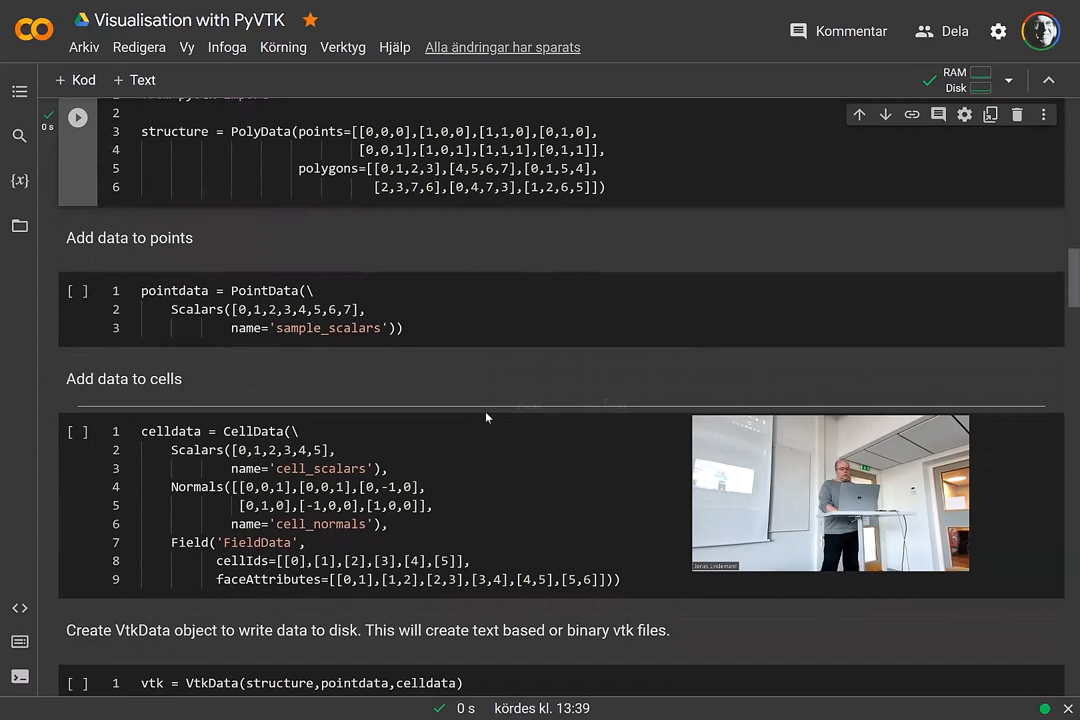 Visualisation with PyVTK
Arkiv Redigera Vy Infoga Körning Verktyg Hjälp Alla ändringar har sparats
Kommentar Dela
+ Kod + Text
RAM
Disk
0 s
2
3 structure = PolyData(points=[[0,0,0],[1,0,0],[1,1,0],[0,1,0],
4 [0,0,1],[1,0,1],[1,1,1],[0,1,1]],
5 polygons=[[0,1,2,3],[4,5,6,7],[0,1,5,4],
6 [2,3,7,6],[0,4,7,3],[1,2,6,5]])
Add data to points
[ ] 1 pointdata = PointData(\
2 Scalars([0,1,2,3,4,5,6,7],
3 name='sample_scalars'))
Add data to cells
[ ] 1 celldata = CellData(\
2 Scalars([0,1,2,3,4,5],
3 name='cell_scalars'),
4 Normals([[0,0,1],[0,0,1],[0,-1,0],
5 [0,1,0],[-1,0,0],[1,0,0]],
6 name='cell_normals'),
7 Field('FieldData',
8 cellIds=[[0],[1],[2],[3],[4],[5]],
9 faceAttributes=[[0,1],[1,2],[2,3],[3,4],[4,5],[5,6]]))
Jonas Lindemann
Create VtkData object to write data to disk. This will create text based or binary vtk files.
[ ] 1 vtk = VtkData(structure,pointdata,celldata)
0 s kördes kl. 13:39